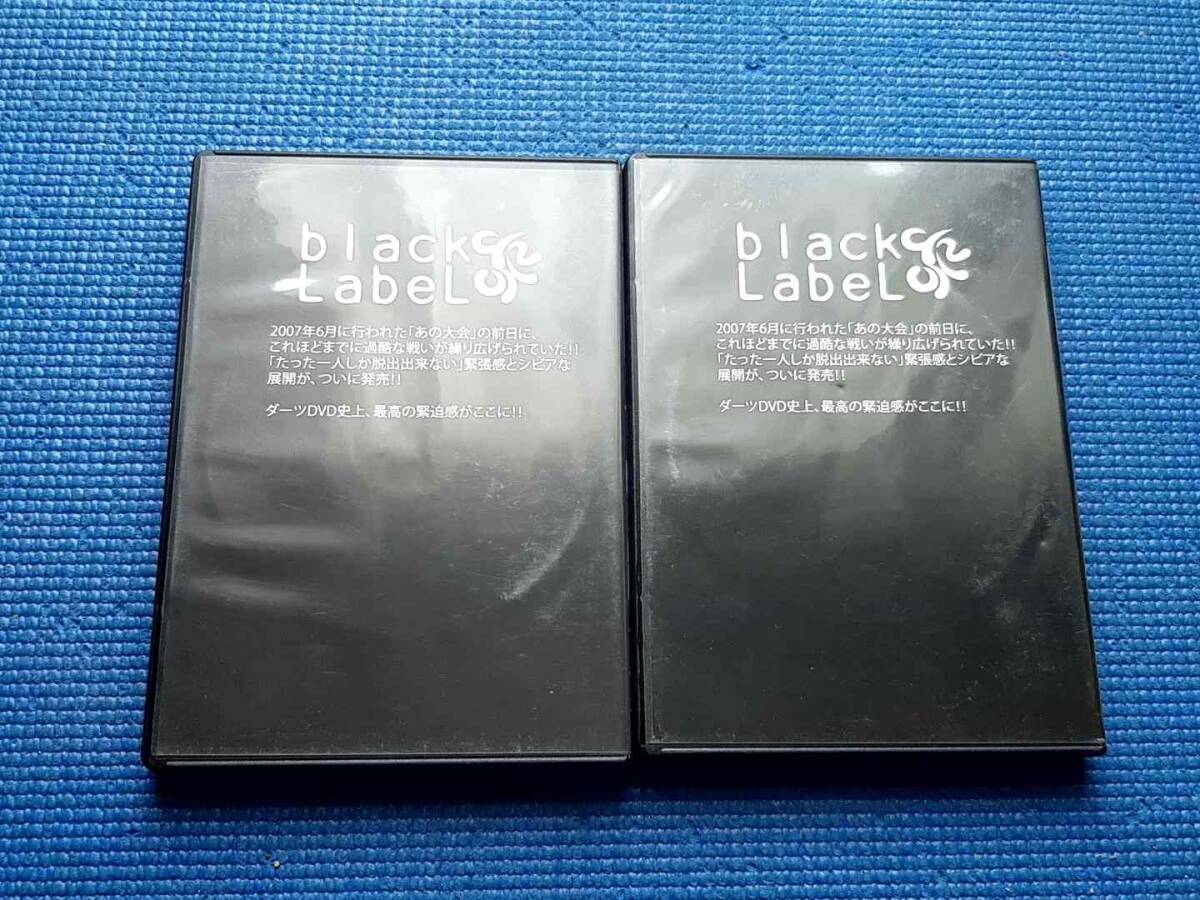 black
LabeL
2007年6月に行われた「あの大会」の前日に、
これほどまでに過酷な戦いが繰り広げられていた!!
「たった一人しか脱出出来ない」緊張感とシビアな
展開が、ついに発売!!
ダーツDVD史上、最高の緊迫感がここに!!
black
LabeL
2007年6月に行われた「あの大会」の前日に、
これほどまでに過酷な戦いが繰り広げられていた!!
「たった一人しか脱出出来ない」緊張感とシビアな
展開が、ついに発売!!
ダーツDVD史上、最高の緊迫感がここに!!